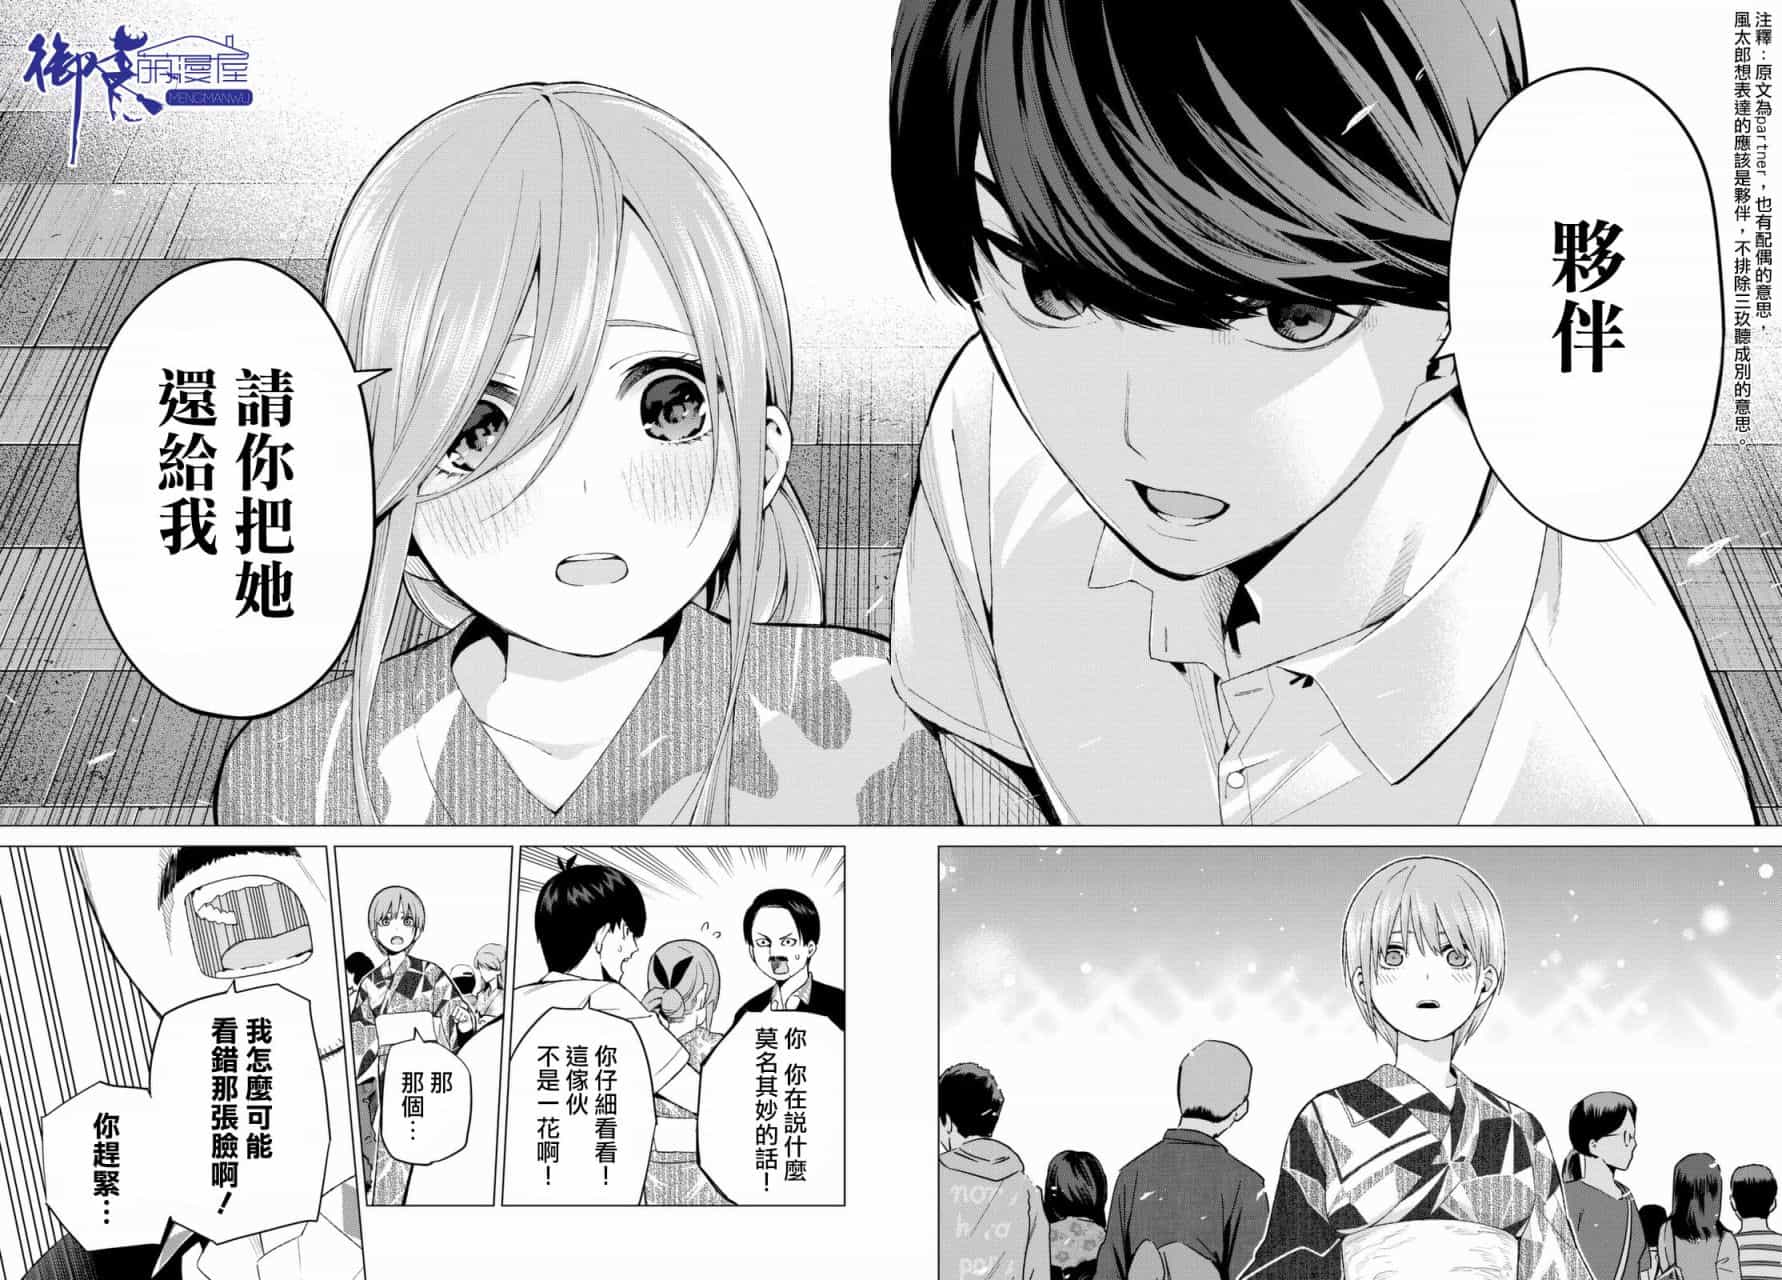 注釋：原文為partner，也有配偶的意思，
風太郎想表達的應該是夥伴，不排除三玖聽成別的意思。
夥伴
請你把她
還給我
御宅萌漫屋
MENGMANWU
你 你在說什麼
莫名其妙的話！
你仔細看看！
這傢伙
不是一花啊！
那
那個…
我怎麼可能
看錯那張臉啊！
你趕緊…